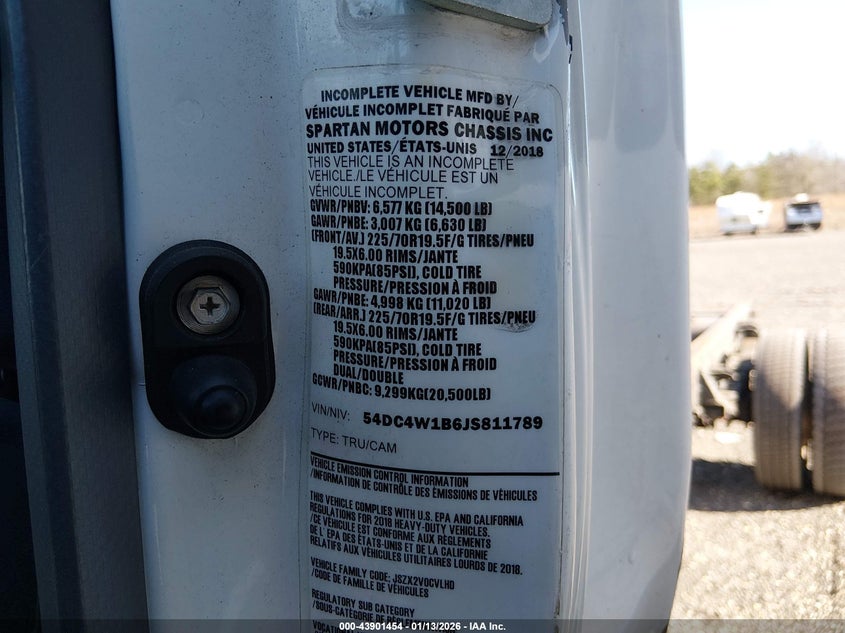 INCOMPLETE VEHICLE MFD BY/
VÉHICULE INCOMPLET FABRIQUÉ PAR
SPARTAN MOTORS CHASSIS INC
UNITED STATES/ÉTATS-UNIS 12/2018
THIS VEHICLE IS AN INCOMPLETE
VEHICLE./LE VÉHICULE EST UN
VÉHICULE INCOMPLET.
GVWR/PNBV: 6,577 KG (14,500 LB)
GAWR/PNBE: 3,007 KG (6,630 LB)
(FRONT/AV.) 225/70R19.5F/G TIRES/PNEU
19.5X6.00 RIMS/JANTE
590KPA(85PSI), COLD TIRE
PRESSURE/PRESSION À FROID
GAWR/PNBE: 4,998 KG (11,020 LB)
(REAR/ARR.) 225/70R19.5F/G TIRES/PNEU
19.5X6.00 RIMS/JANTE
590KPA(85PSI), COLD TIRE
PRESSURE/PRESSION À FROID
DUAL/DOUBLE
GCWR/PNBC: 9,299KG(20,500LB)
VIN/NIV: 54DC4W1B6JS811789
TYPE: TRU/CAM
VEHICLE EMISSION CONTROL INFORMATION
/INFORMATION DE CONTRÔLE DES ÉMISSIONS DE VÉHICULES
THIS VEHICLE COMPLIES WITH U.S. EPA AND CALIFORNIA
REGULATIONS FOR 2018 HEAVY-DUTY VEHICLES.
/CE VÉHICULE EST CONFORME AUX RÈGLEMENTS
DE L' EPA DES ÉTATS-UNIS ET DE LA CALIFORNIE
RELATIFS AUX VÉHICULES UTILITAIRES LOURDS DE 2018.
VEHICLE FAMILY CODE: JSZX2VOCVLHD
/CODE DE FAMILLE DE VÉHICULE:
REGULATORY SUB CATEGORY
/SOUS-CATÉGORIE DE
000-43901454 - 01/13/2026 - IAA Inc.